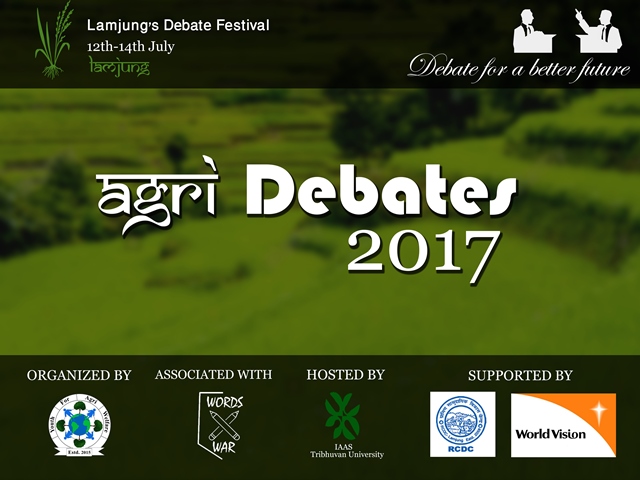 Lamjung's Debate Festival
12th-14th July
Lamjung
Debate for a better future
agri Debates
2017
ORGANIZED BY
ASSOCIATED WITH
HOSTED BY
SUPPORTED BY
Youth For Agri Welfare
Estd. 2015
WORDS
WAR
IAAS
Tribhuvan University
RCDC
World Vision